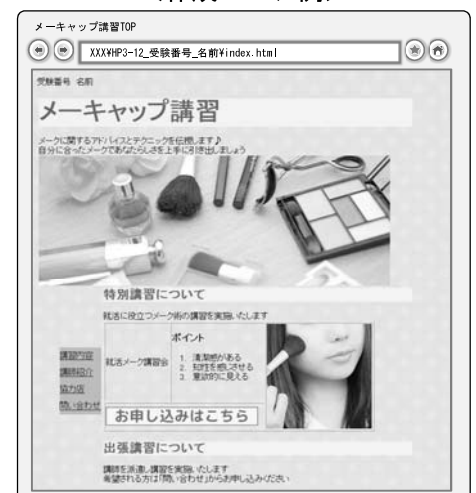 メーキャップ講習TOP
XXX¥HP3-12_受験番号_名前¥index.html
受験番号 名前
メーキャップ講習
メークに関するアドバイスとテクニックを伝授します♪
自分に合ったメークであなたらしさを上手に引き出しましょう
特別講習について
就活に役立つメーク術の講習を実施いたします
講習内容
講師紹介
協力店
問い合わせ
就活メーク講習会
ポイント
1. 清潔感がある
2. 知性を感じさせる
3. 意欲的に見える
お申し込みはこちら
出張講習について
講師を派遣し講習を実施いたします
希望される方は「問い合わせ」からお申し込みください